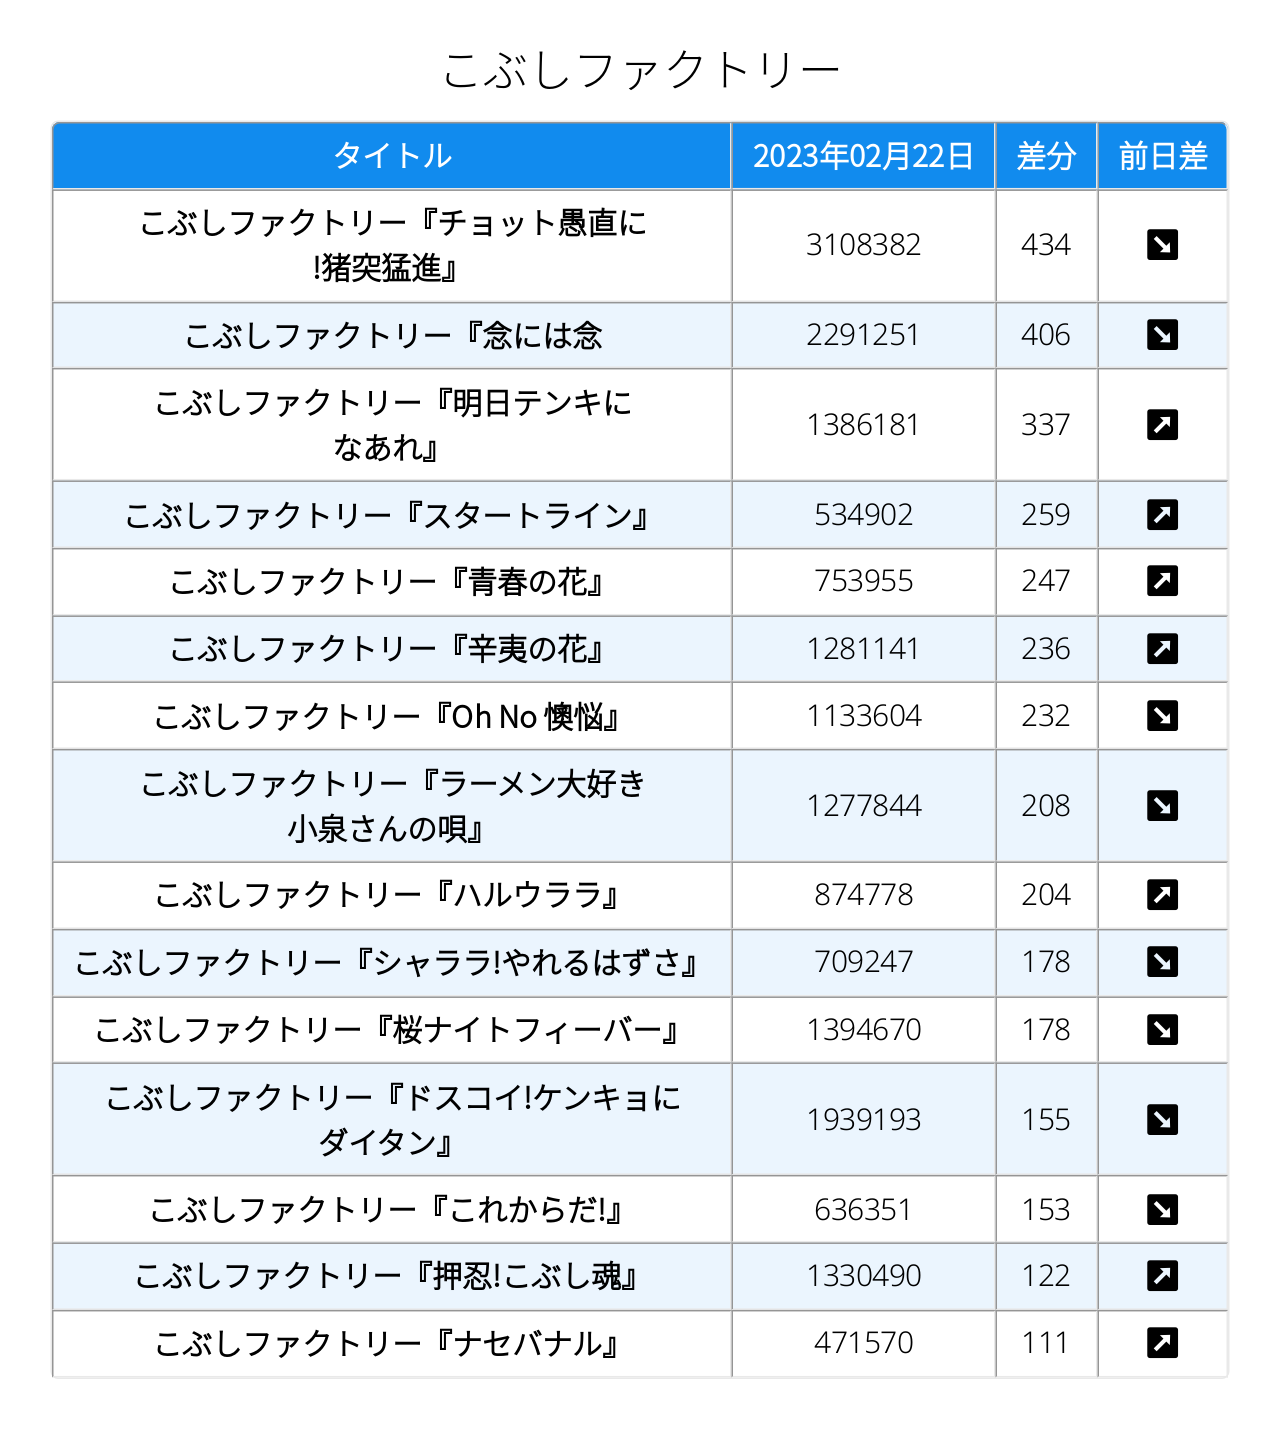 こぶしファクトリー
タイトル 2023年02月22日 差分 前日差
こぶしファクトリー『チョット愚直に
!猪突猛進』 3108382 434 ↘
こぶしファクトリー『念には念 2291251 406 ↘
こぶしファクトリー『明日テンキに
なあれ』 1386181 337 ↗
こぶしファクトリー『スタートライン』 534902 259 ↗
こぶしファクトリー『青春の花』 753955 247 ↗
こぶしファクトリー『辛夷の花』 1281141 236 ↗
こぶしファクトリー『Oh No 懊悩』 1133604 232 ↘
こぶしファクトリー『ラーメン大好き
小泉さんの唄』 1277844 208 ↘
こぶしファクトリー『ハルウララ』 874778 204 ↗
こぶしファクトリー『シャララ!やれるはずさ』 709247 178 ↘
こぶしファクトリー『桜ナイトフィーバー』 1394670 178 ↘
こぶしファクトリー『ドスコイ!ケンキョに
ダイタン』 1939193 155 ↘
こぶしファクトリー『これからだ!』 636351 153 ↘
こぶしファクトリー『押忍!こぶし魂』 1330490 122 ↗
こぶしファクトリー『ナセバナル』 471570 111 ↗